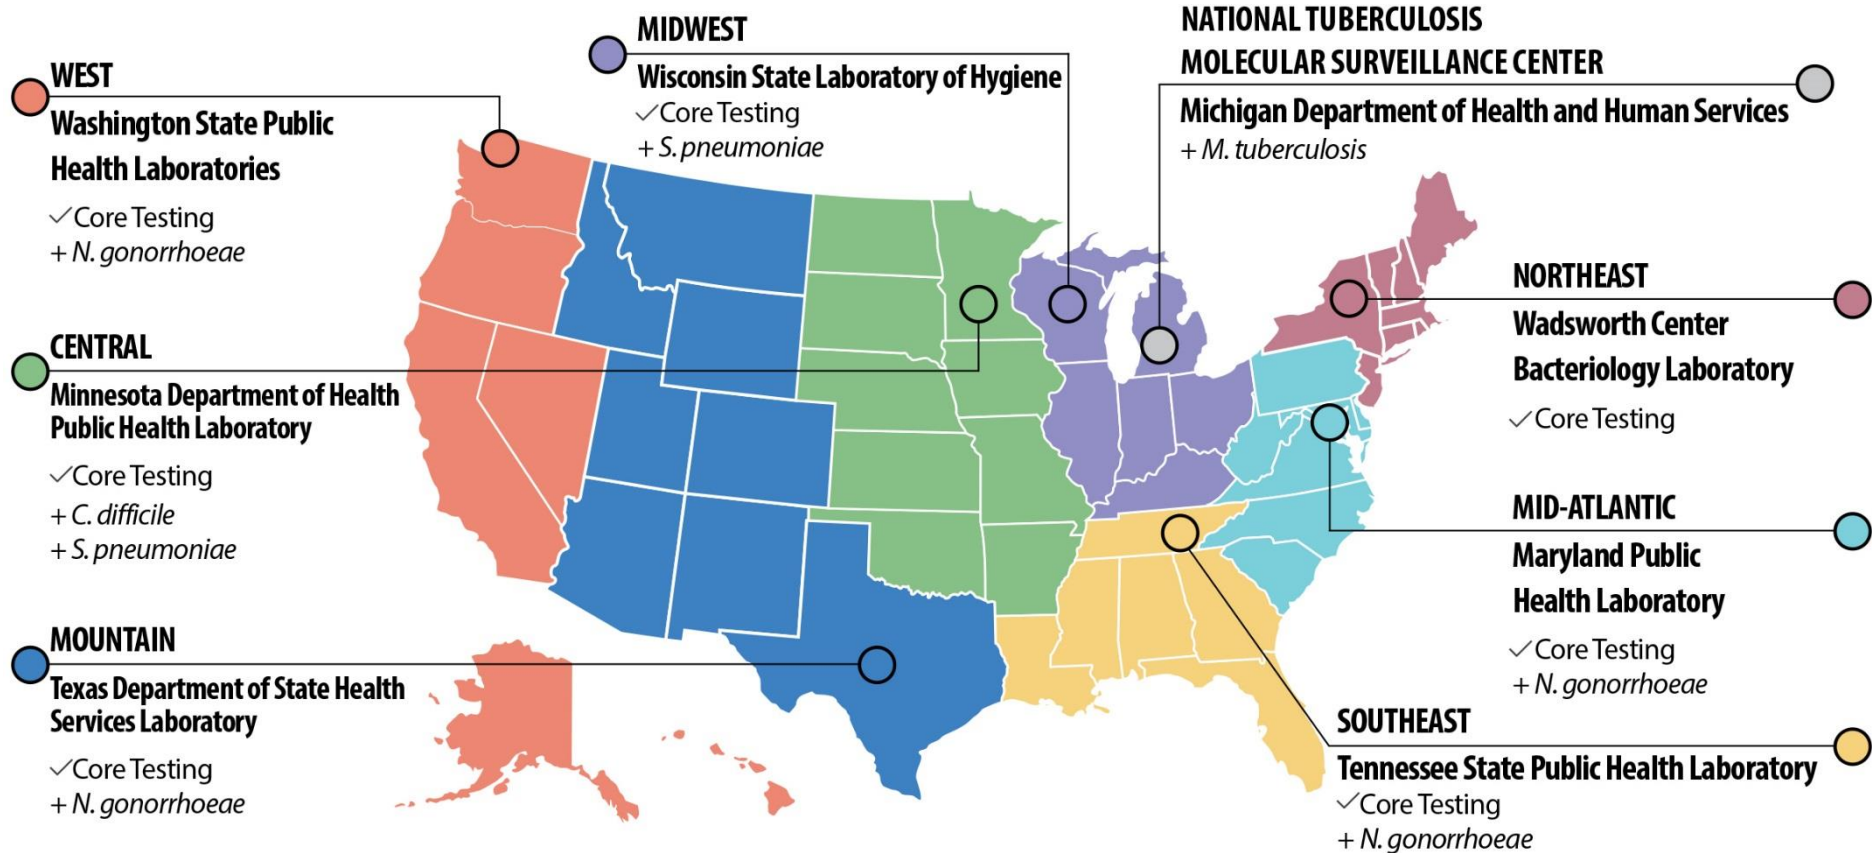 WEST
Washington State Public
Health Laboratories
✓Core Testing
+ N. gonorrhoeae
MIDWEST
Wisconsin State Laboratory of Hygiene
✓Core Testing
+ S. pneumoniae
NATIONAL TUBERCULOSIS
MOLECULAR SURVEILLANCE CENTER
Michigan Department of Health and Human Services
+ M. tuberculosis
CENTRAL
Minnesota Department of Health
Public Health Laboratory
✓Core Testing
+ C. difficile
+ S. pneumoniae
NORTHEAST
Wadsworth Center
Bacteriology Laboratory
✓Core Testing
MID-ATLANTIC
Maryland Public
Health Laboratory
✓Core Testing
+ N. gonorrhoeae
MOUNTAIN
Texas Department of State Health
Services Laboratory
✓Core Testing
+ N. gonorrhoeae
SOUTHEAST
Tennessee State Public Health Laboratory
✓Core Testing
+ N. gonorrhoeae